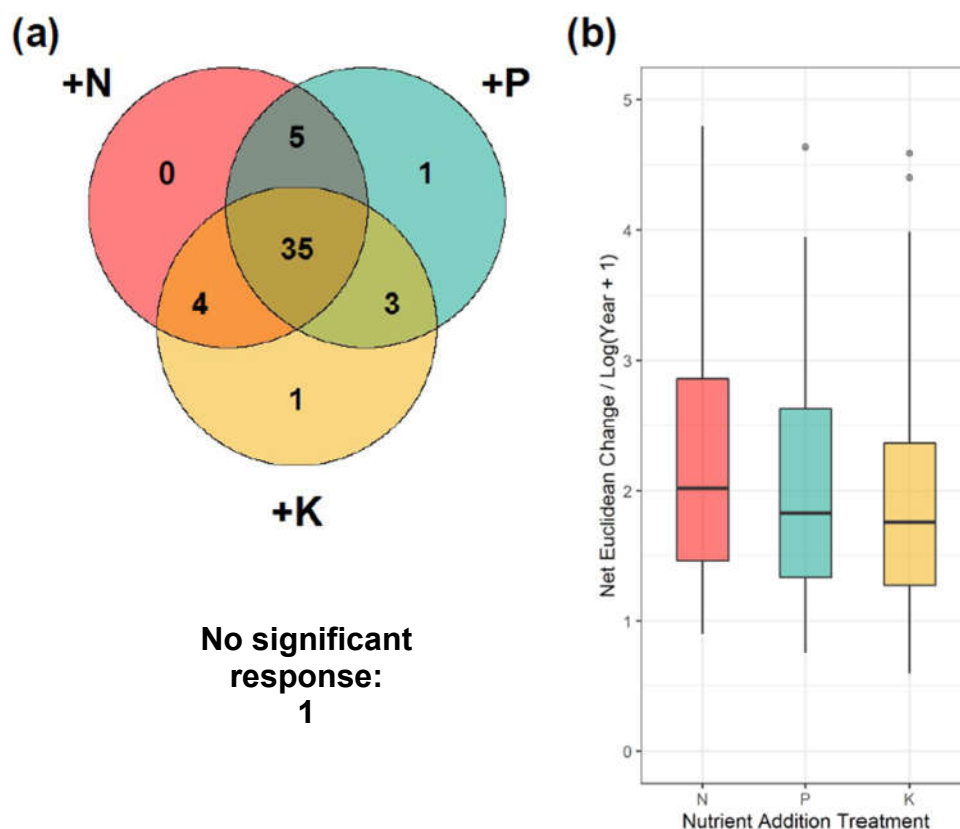 (a)
+N
+P
0
5
1
35
4
3
1
+K
No significant
response:
1
(b)
Net Euclidean Change / Log(Year + 1)
5
4
3
2
1
0
N
P
K
Nutrient Addition Treatment